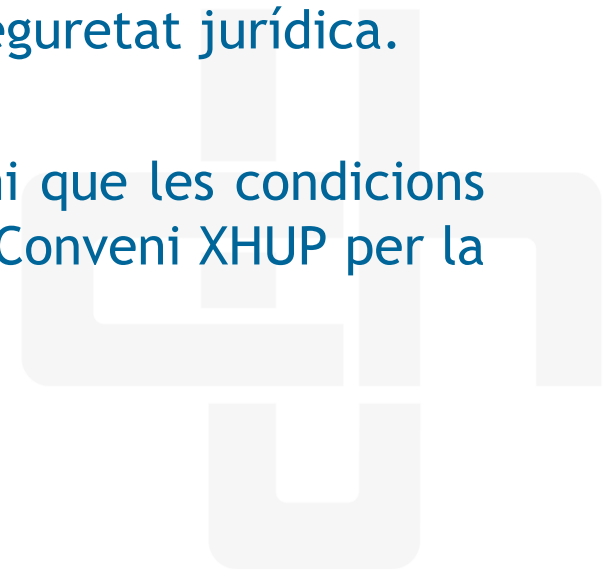 eguretat jurídica.
i que les condicions
Conveni XHUP per la